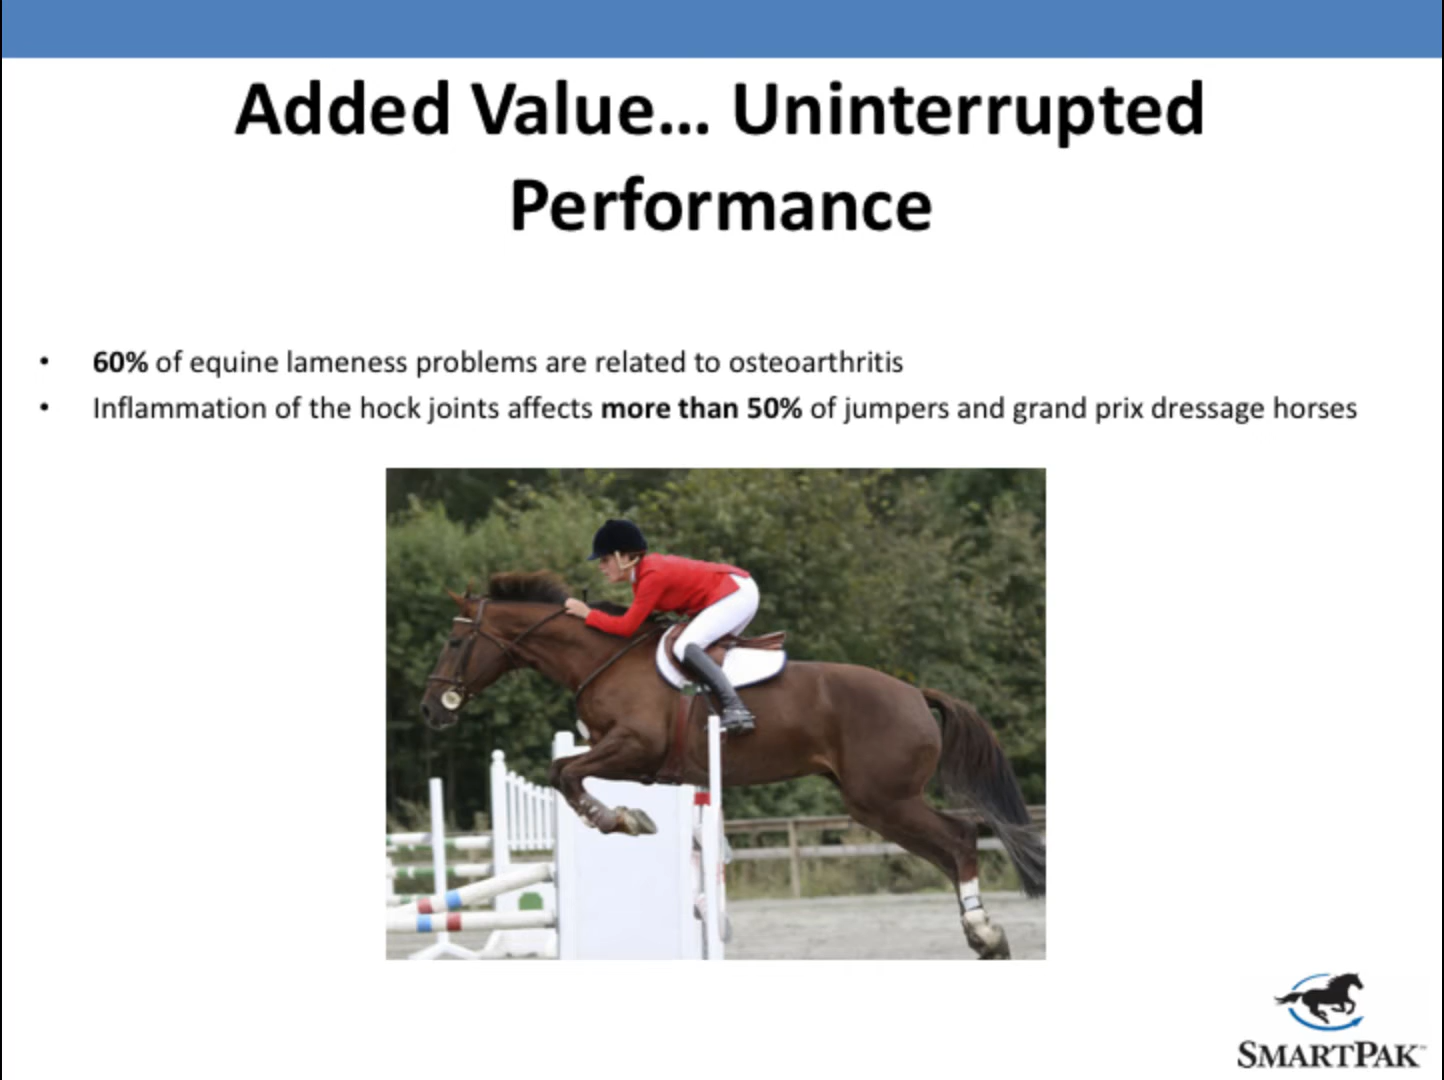 Added Value... Uninterrupted
Performance
• 60% of equine lameness problems are related to osteoarthritis
• Inflammation of the hock joints affects more than 50% of jumpers and grand prix dressage horses
SMARTPAK